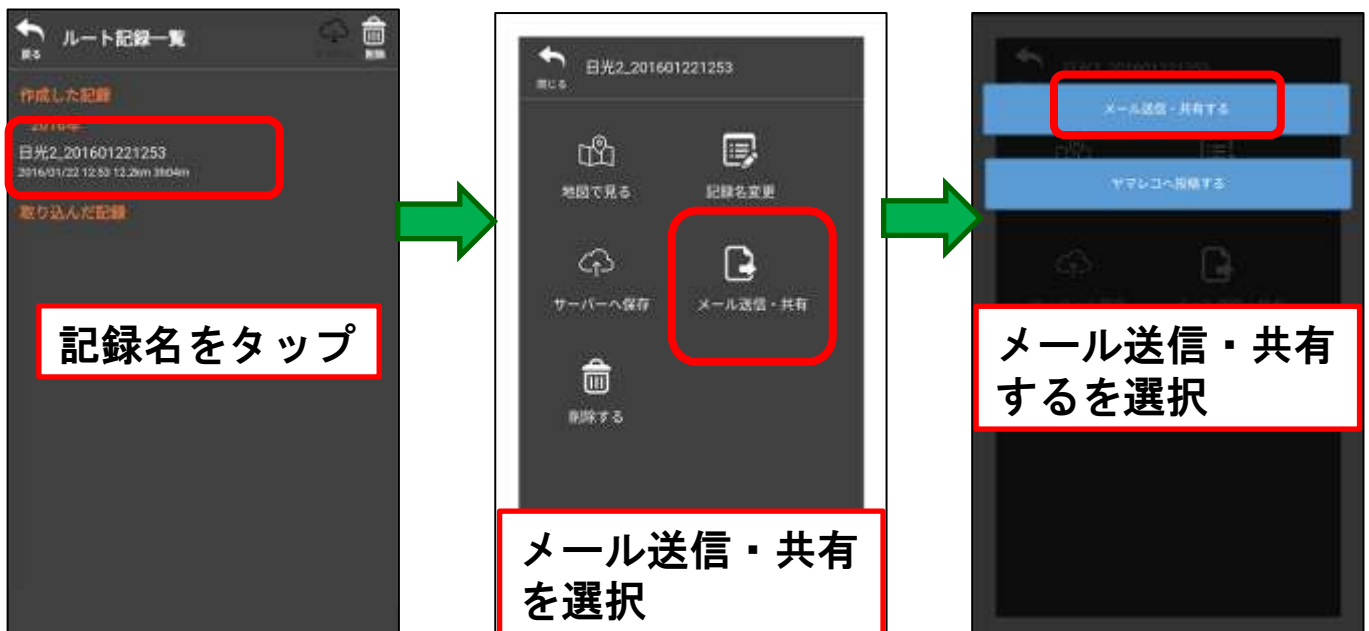 戻る
ルート記録一覧
削除
作成した記録
2016年
日光2_201601221253
2016/01/22 12:53 12.2km 3h04m
取り込んだ記録
記録名をタップ
閉じる
日光2_201601221253
地図で見る
記録名変更
サーバーへ保存
メール送信・共有
削除する
メール送信・共有
を選択
メール送信・共有する
ヤマレコへ投稿する
メール送信・共有
するを選択